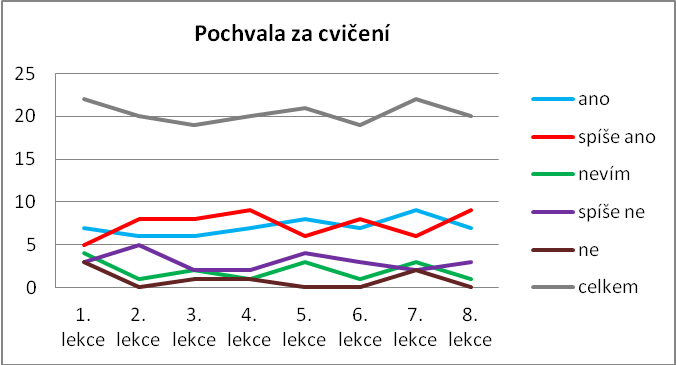 Pochvala za cvičení
25
20
15
10
5
0
1. lekce
2. lekce
3. lekce
4. lekce
5. lekce
6. lekce
7. lekce
8. lekce
ano
spíše ano
nevím
spíše ne
ne
celkem